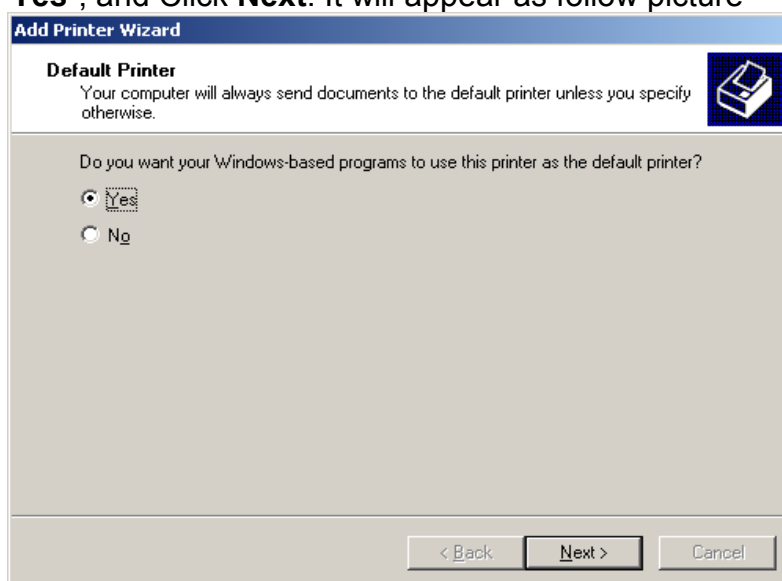 Yes", and Click Next. It will appear as follow picture
Add Printer Wizard
Default Printer
Your computer will always send documents to the default printer unless you specify
otherwise.
Do you want your Windows-based programs to use this printer as the default printer?
Yes
No
< Back
Next >
Cancel